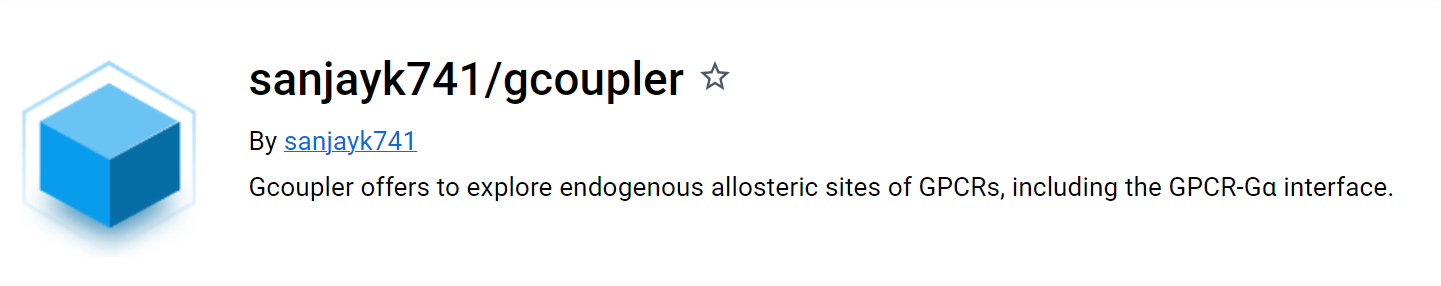 sanjayk741/gcoupler
By sanjayk741
Gcoupler offers to explore endogenous allosteric sites of GPCRs, including the GPCR-Gα interface.